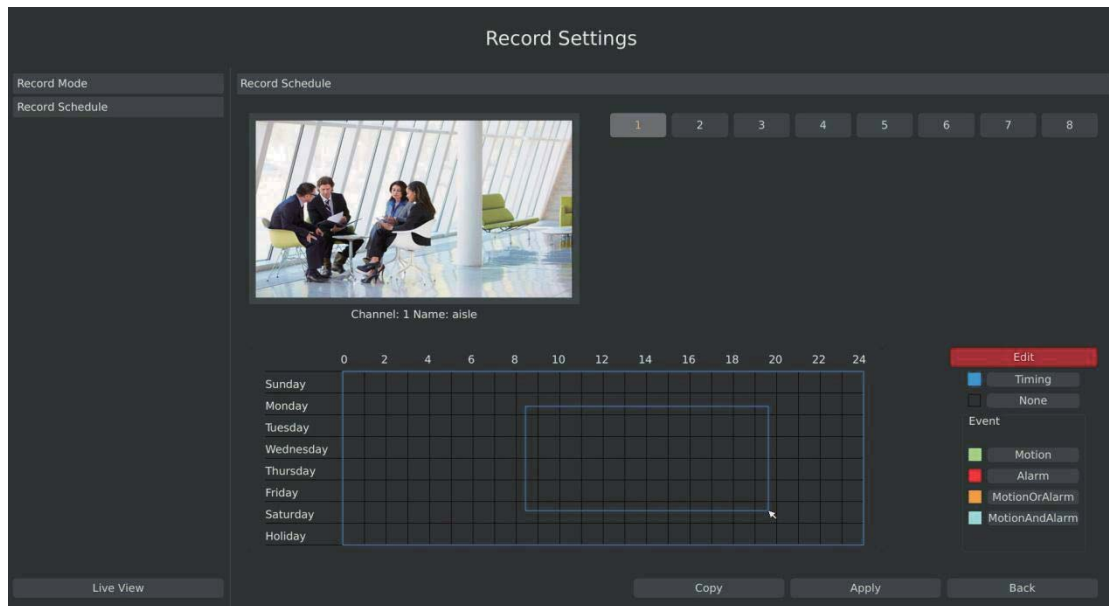 Record Settings
Record Mode
Record Schedule
Record Schedule
1 2 3 4 5 6 7 8
Channel: 1 Name: aisle
0 2 4 6 8 10 12 14 16 18 20 22 24
Sunday
Monday
Tuesday
Wednesday
Thursday
Friday
Saturday
Holiday
Edit
Timing
None
Event
Motion
Alarm
MotionOrAlarm
MotionAndAlarm
Live View
Copy Apply Back